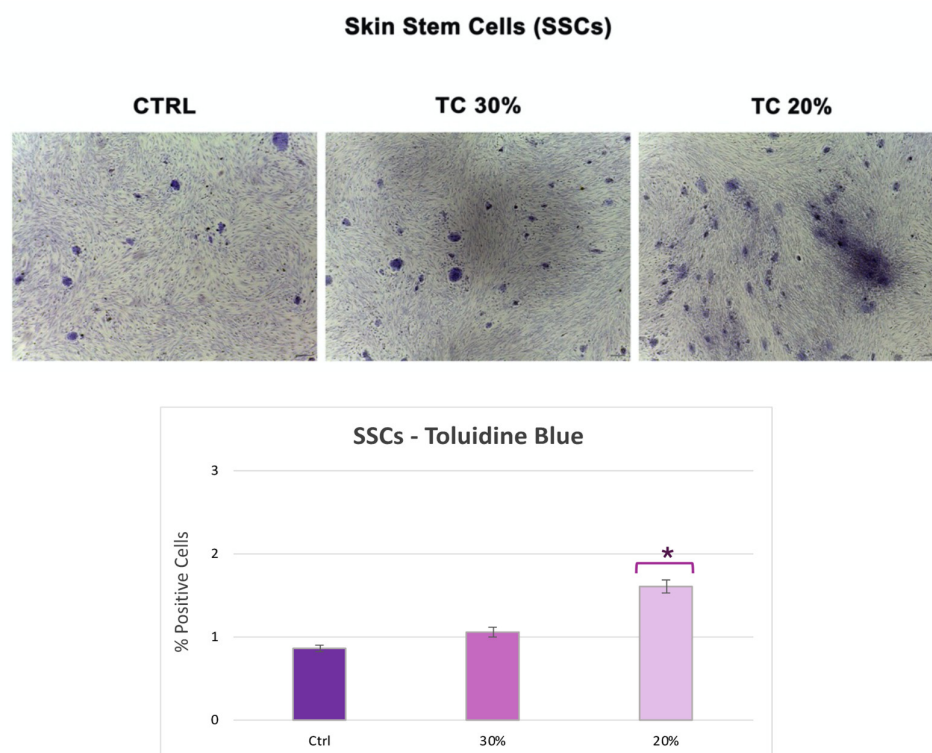 Skin Stem Cells (SSCs)
CTRL
TC 30%
TC 20%
SSCs - Toluidine Blue
% Positive Cells
3
2
1
0
*
Ctrl
30%
20%